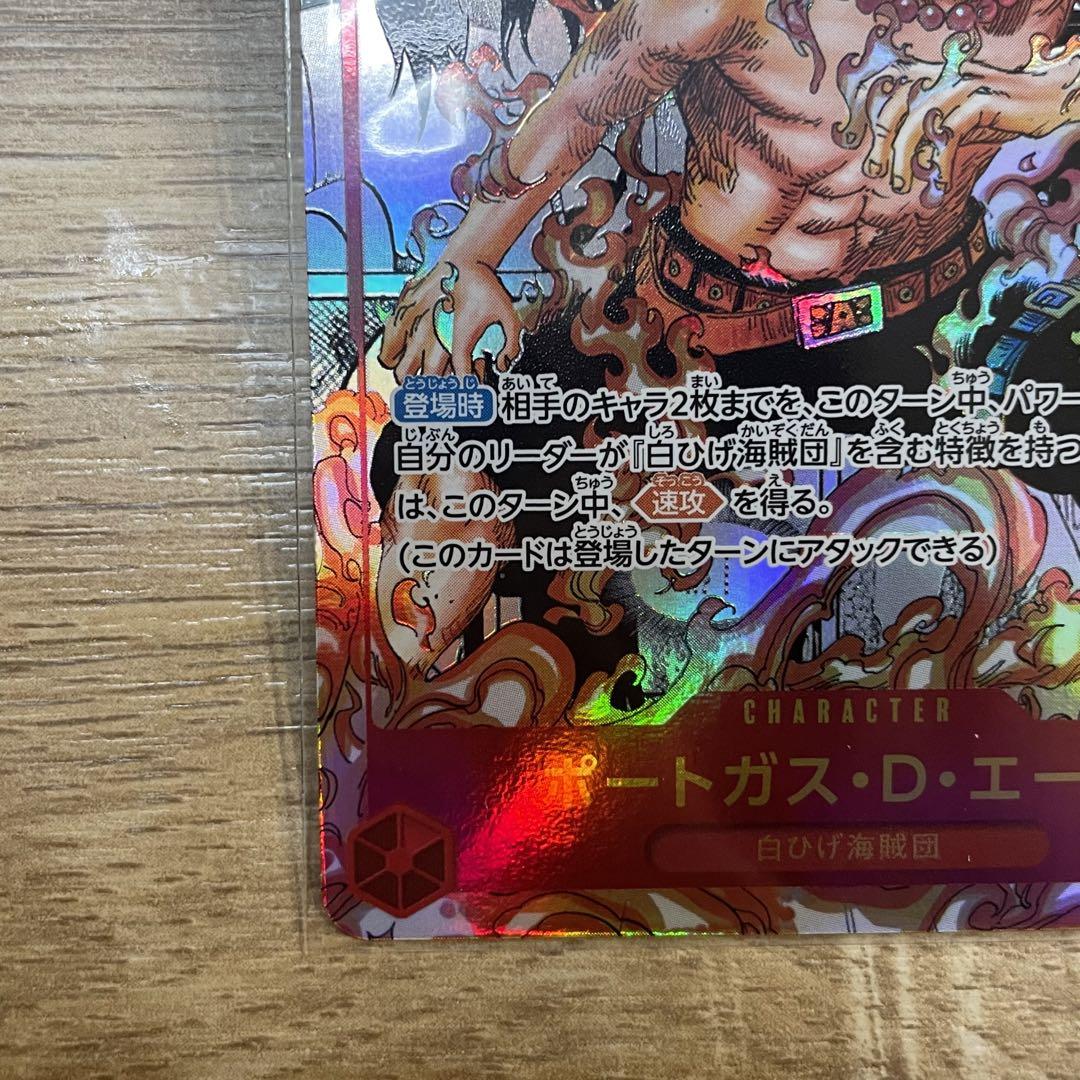 A
登場時 相手のキャラ2枚までを、このターン中、パワー
自分のリーダーが『白ひげ海賊団』を含む特徴を持つ
は、このターン中、速攻を得る。
(このカードは登場したターンにアタックできる)
CHARACTER
ポートガス・D・エー
白ひげ海賊団